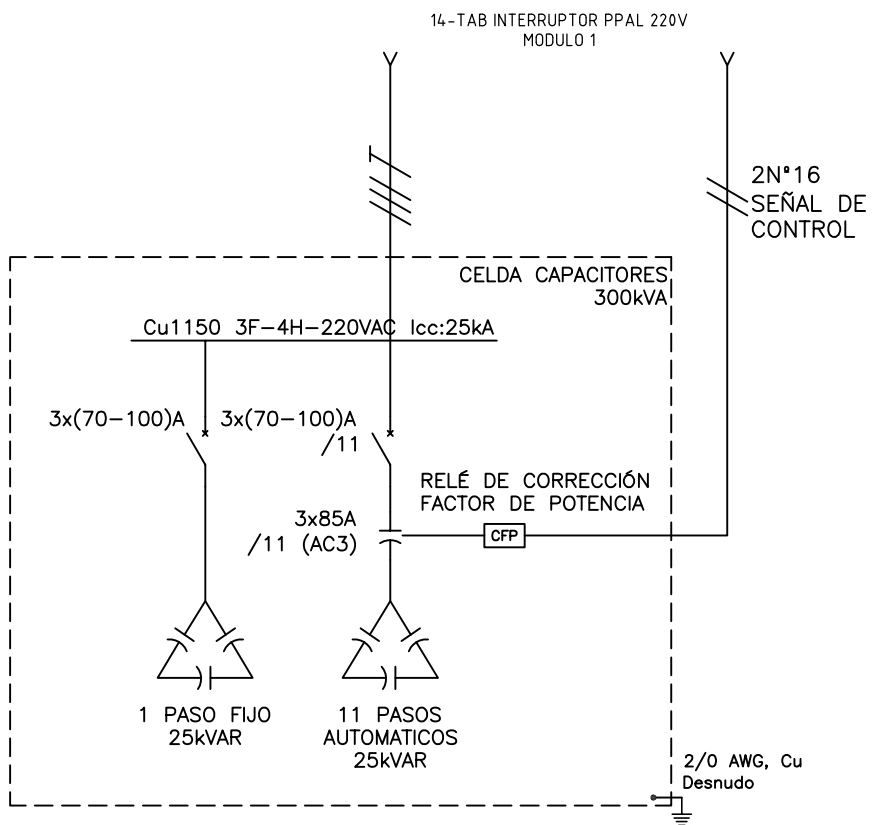 14-TAB INTERRUPTOR PPAL 220V
MODULO 1
2Nº16
SEÑAL DE
CONTROL
CELDA CAPACITORES
300kVA
Cu1150 3F-4H-220VAC Icc:25kA
3x(70-100)A
3x(70-100)A
/11
RELÉ DE CORRECCIÓN
FACTOR DE POTENCIA
3x85A
/11 (AC3)
CFP
1 PASO FIJO
25kVAR
11 PASOS
AUTOMATICOS
25kVAR
2/0 AWG, Cu
Desnudo